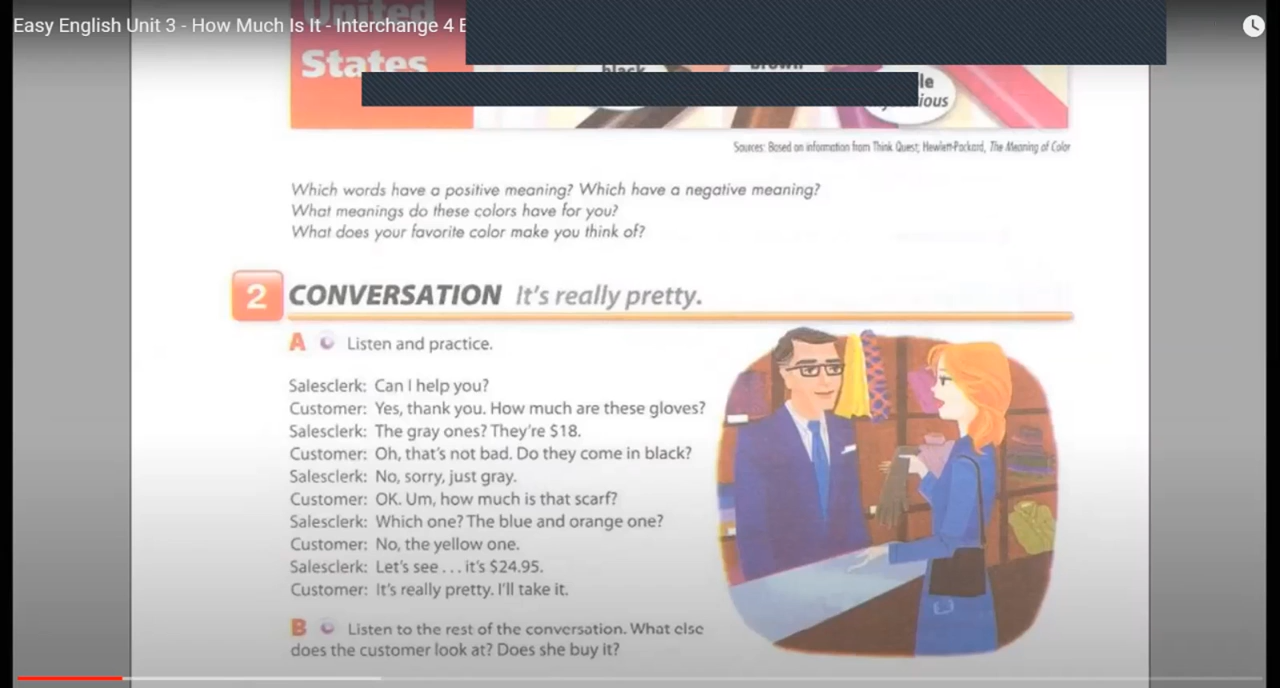 Easy English Unit 3 - How Much Is It - Interchange 4
United
States
Sources: Based on information from Think Quest; Hewlett-Packard, The Meaning of Color
Which words have a positive meaning? Which have a negative meaning?
What meanings do these colors have for you?
What does your favorite color make you think of?
2 CONVERSATION It's really pretty.
A Listen and practice.
Salesclerk: Can I help you?
Customer: Yes, thank you. How much are these gloves?
Salesclerk: The gray ones? They're $18.
Customer: Oh, that's not bad. Do they come in black?
Salesclerk: No, sorry, just gray.
Customer: OK. Um, how much is that scarf?
Salesclerk: Which one? The blue and orange one?
Customer: No, the yellow one.
Salesclerk: Let's see . . . it's $24.95.
Customer: It's really pretty. I'll take it.
B Listen to the rest of the conversation. What else
does the customer look at? Does she buy it?